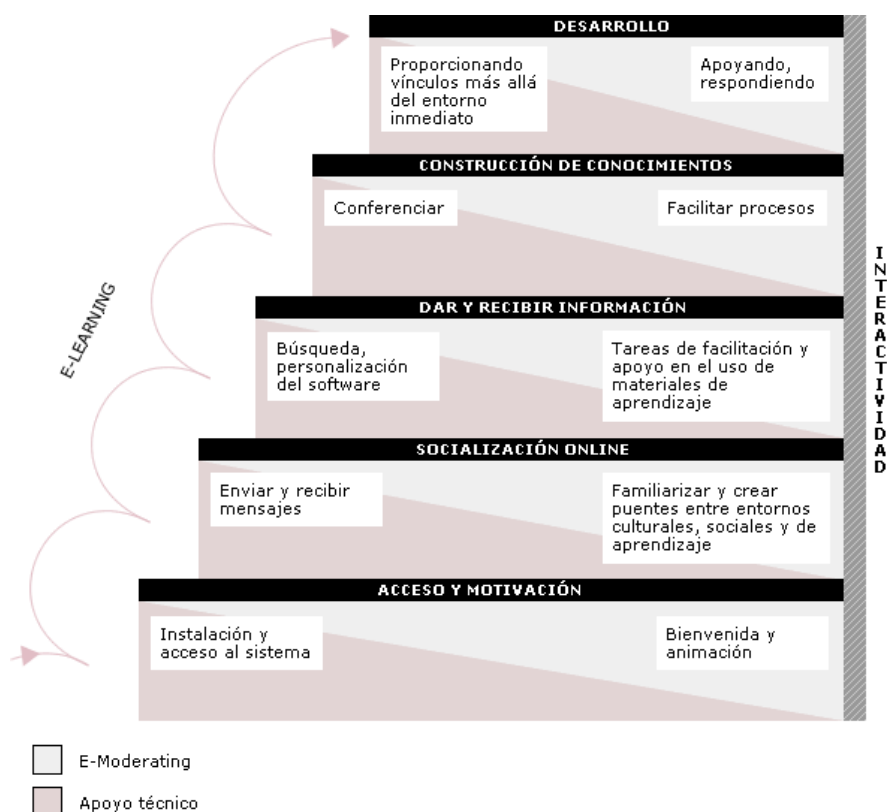 DESARROLLO
Proporcionando
vínculos más allá
del entorno
inmediato
Apoyando,
respondiendo
CONSTRUCCIÓN DE CONOCIMIENTOS
Conferenciar
Facilitar procesos
DAR Y RECIBIR INFORMACIÓN
Búsqueda,
personalización
del software
Tareas de facilitación y
apoyo en el uso de
materiales de
aprendizaje
SOCIALIZACIÓN ONLINE
Enviar y recibir
mensajes
Familiarizar y crear
puentes entre entornos
culturales, sociales y de
aprendizaje
ACCESO Y MOTIVACIÓN
Instalación y
acceso al sistema
Bienvenida y
animación
E-LEARNING
INTERACTIVIDAD
E-Moderating
Apoyo técnico